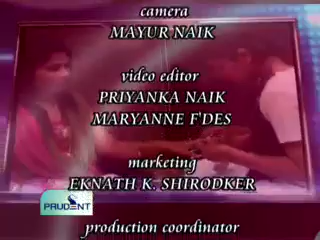 camera
MAYUR NAIK
video editor
PRIYANKA NAIK
MARYANNE F'DES
marketing
EKNATH K. SHIRODKER
PRUDENT
production coordinator